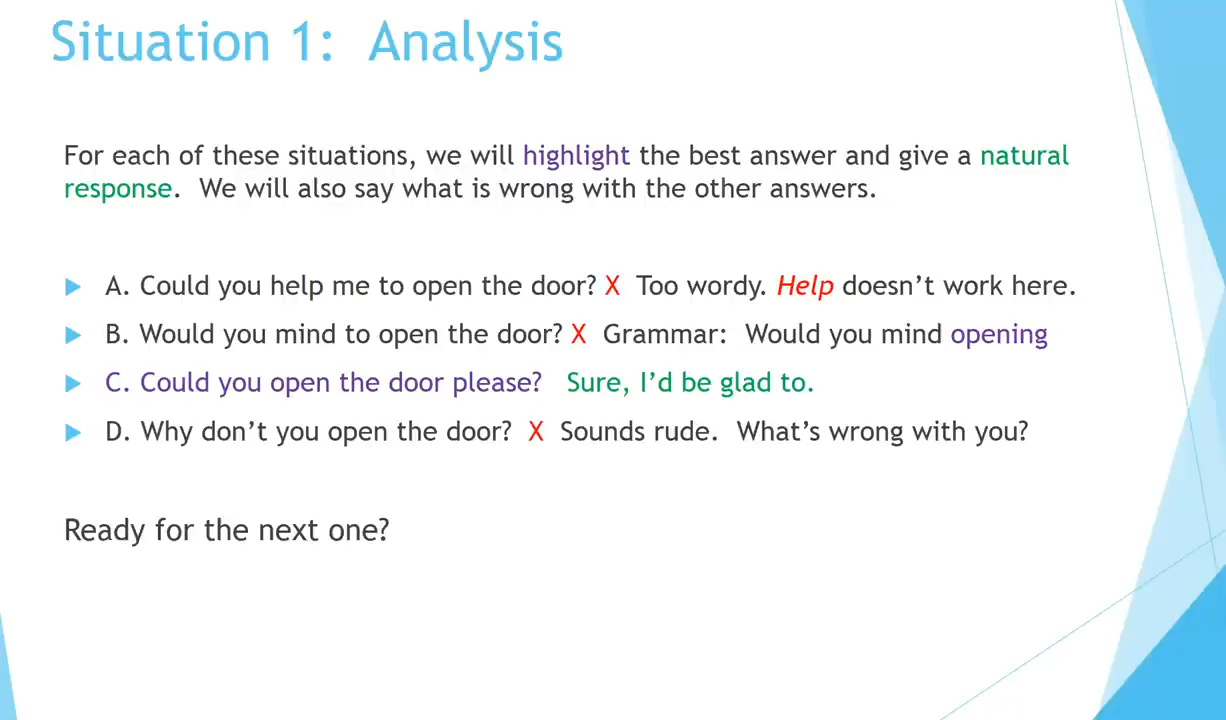 Situation 1:  Analysis
For each of these situations, we will highlight the best answer and give a natural
response.  We will also say what is wrong with the other answers.
A. Could you help me to open the door? X  Too wordy. Help doesn’t work here.
B. Would you mind to open the door? X  Grammar:  Would you mind opening
C. Could you open the door please?   Sure, I’d be glad to.
D. Why don’t you open the door?  X  Sounds rude.  What’s wrong with you?
Ready for the next one?